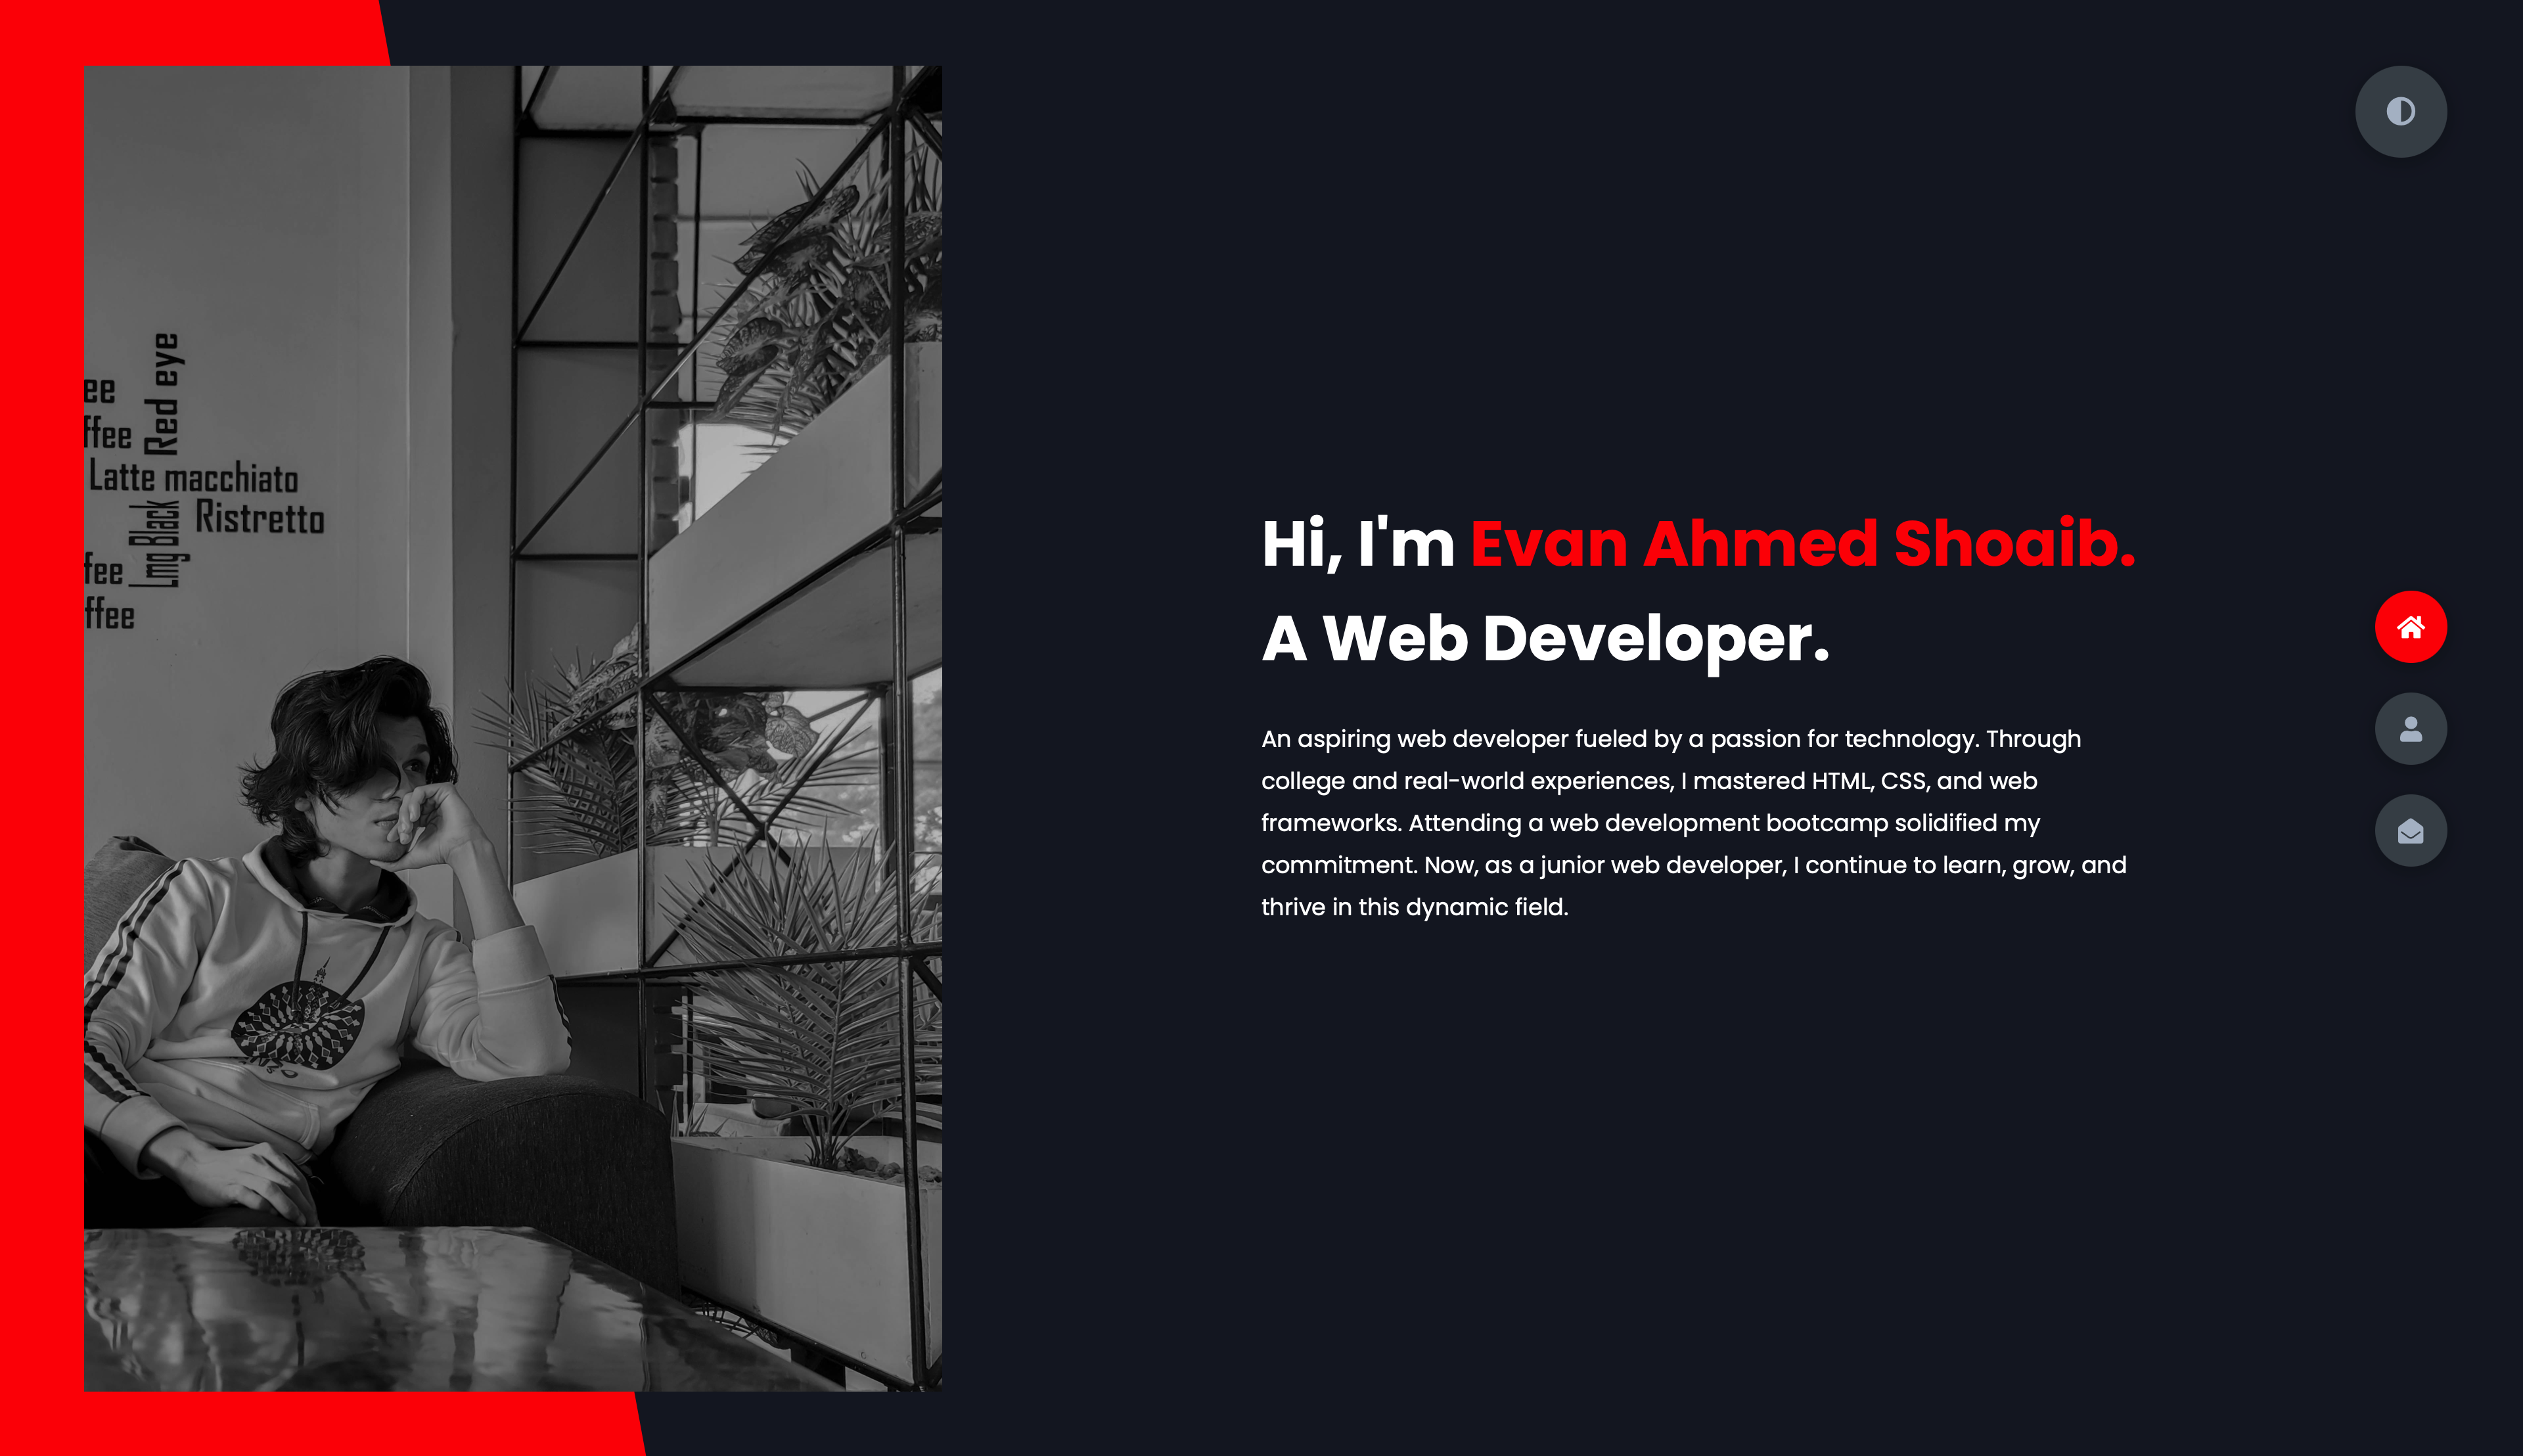 ee
Red eye
ffee
Latte macchiato
Lmg Black
Ristretto
fee
ffee
Hi, I'm Evan Ahmed Shoaib.
A Web Developer.
An aspiring web developer fueled by a passion for technology. Through
college and real-world experiences, I mastered HTML, CSS, and web
frameworks. Attending a web development bootcamp solidified my
commitment. Now, as a junior web developer, I continue to learn, grow, and
thrive in this dynamic field.